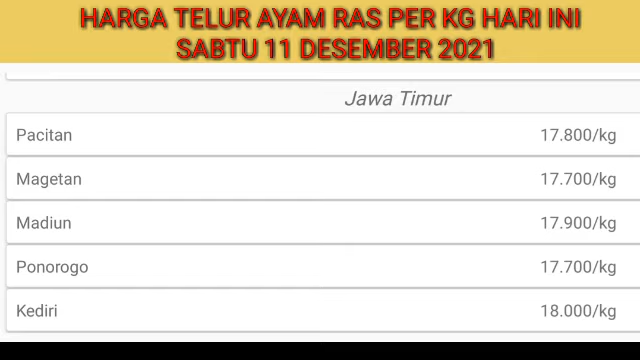 HARGA TELUR AYAM RAS PER KG HARI INI
SABTU 11 DESEMBER 2021
Jawa Timur
Pacitan 17.800/kg
Magetan 17.700/kg
Madiun 17.900/kg
Ponorogo 17.700/kg
Kediri 18.000/kg